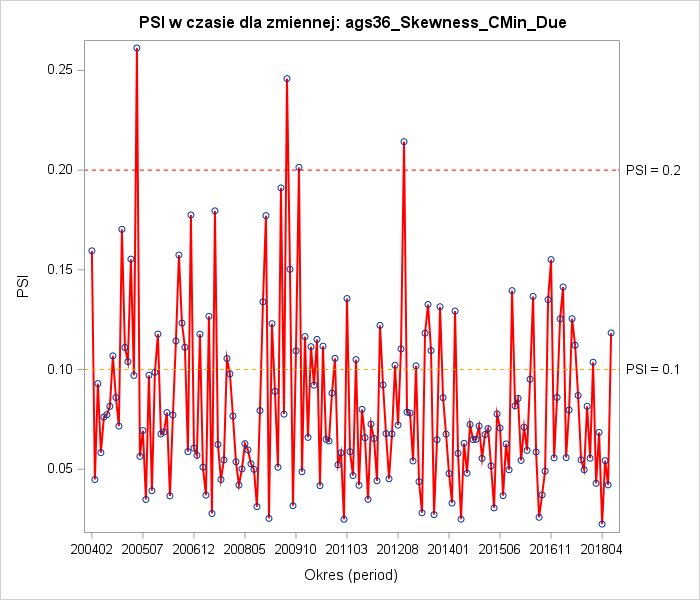 PSI w czasie dla zmiennej: ags36_Skewness_CMin_Due
0.25
0.20
PSI = 0.2
0.15
PSI
0.10
PSI = 0.1
0.05
200402 200507 200612 200805 200910 201103 201208 201401 201506 201611 201804
Okres (period)